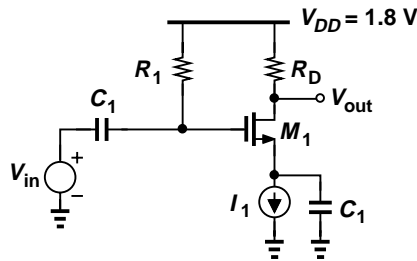 V_DD = 1.8 V
R_1
R_D
V_out
C_1
M_1
V_in
+
−
I_1
C_1